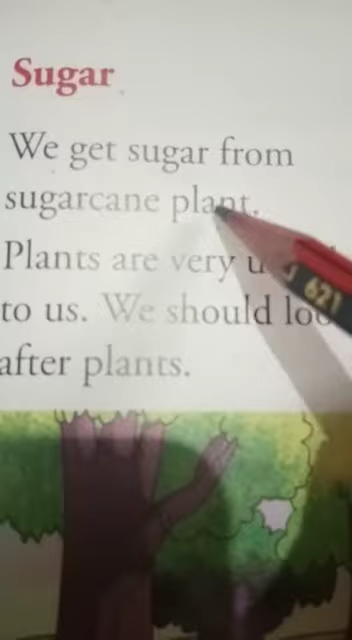 Sugar
We get sugar from
sugarcane plant.
Plants are very
to us. We should
after plants.
621